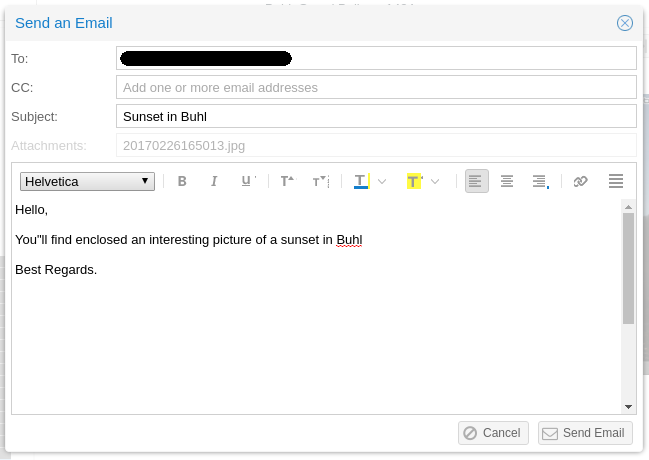 Send an Email
To:
CC: Add one or more email addresses
Subject: Sunset in Buhl
Attachments: 20170226165013.jpg
Helvetica B I U T T T T
Hello,
You"ll find enclosed an interesting picture of a sunset in Buhl
Best Regards.
Cancel Send Email